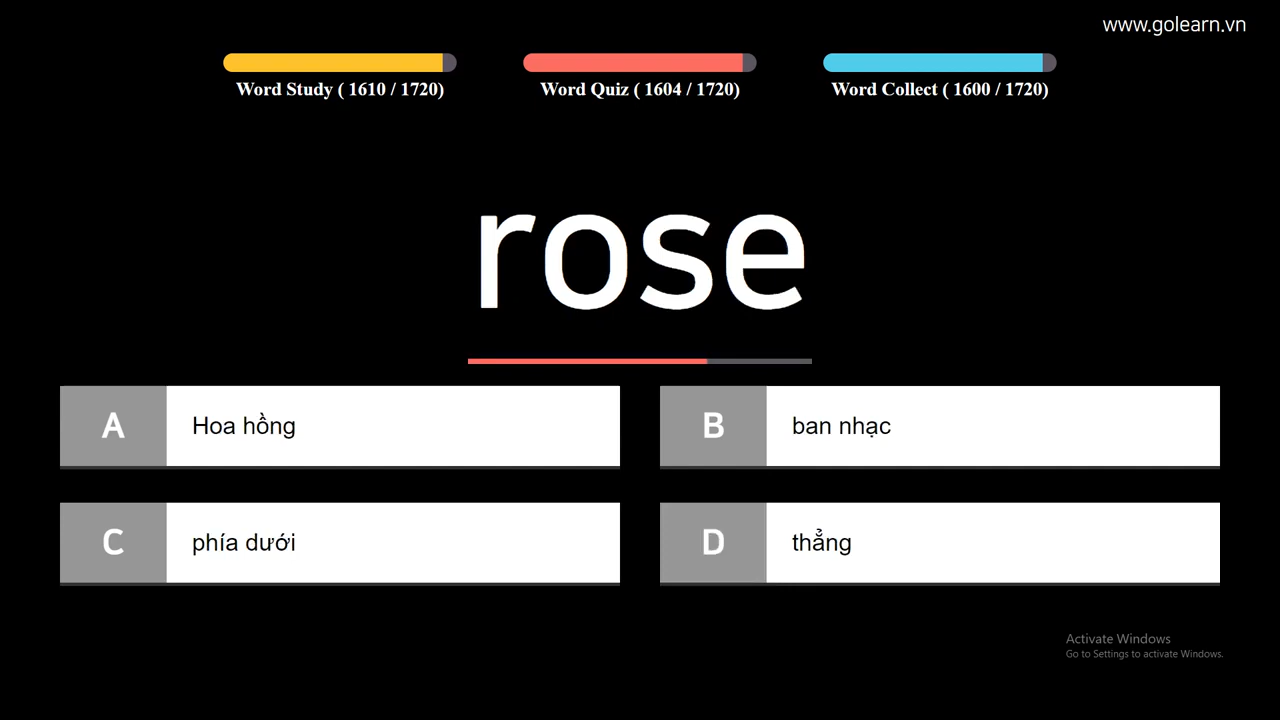 www.golearn.vn
Word Study ( 1610 / 1720)
Word Quiz ( 1604 / 1720)
Word Collect ( 1600 / 1720)
rose
A Hoa hồng
B ban nhạc
C phía dưới
D thẳng
Activate Windows
Go to Settings to activate Windows.